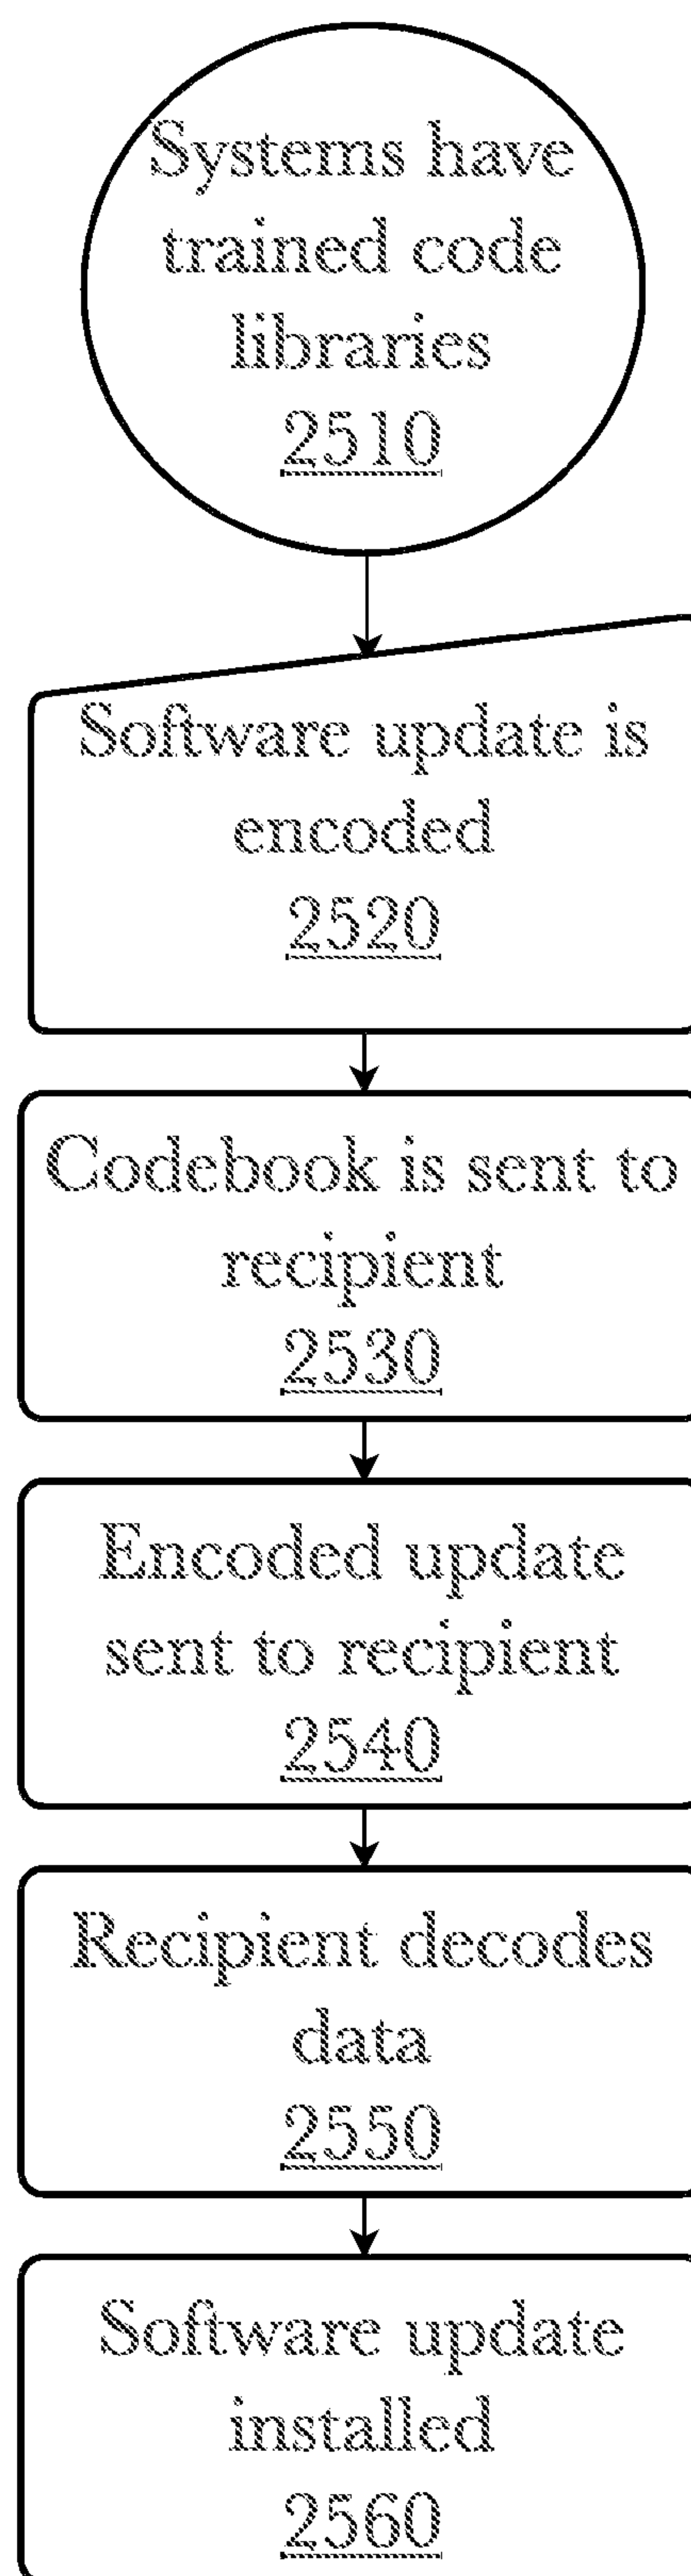 Systems have
trained code
libraries
2510
Software update is
encoded
2520
Codebook is sent to
recipient
2530
Encoded update
sent to recipient
2540
Recipient decodes
data
2550
Software update
installed
2560